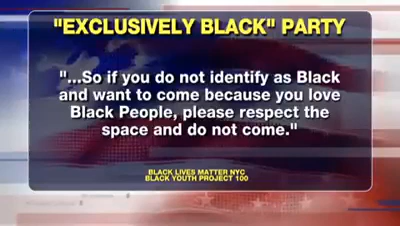 "EXCLUSIVELY BLACK" PARTY
"...So if you do not identify as Black
and want to come because you love
Black People, please respect the
space and do not come."
BLACK LIVES MATTER NYC
BLACK YOUTH PROJECT 100